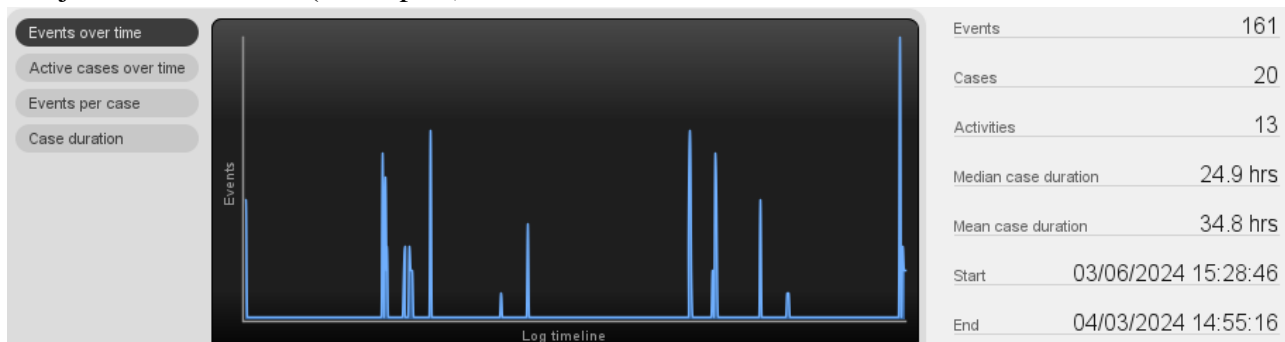 Events over time
Active cases over time
Events per case
Case duration
Events
Log timeline
Events 161
Cases 20
Activities 13
Median case duration 24.9 hrs
Mean case duration 34.8 hrs
Start 03/06/2024 15:28:46
End 04/03/2024 14:55:16